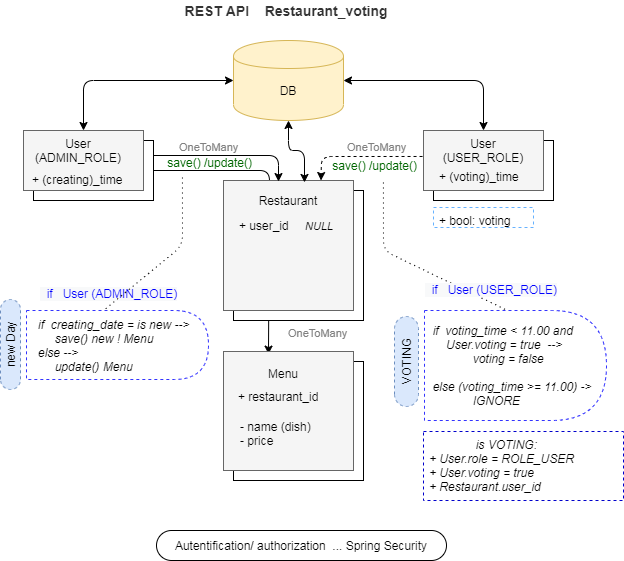 REST API    Restaurant_voting
DB
User
(ADMIN_ROLE)
+ (creating)_time
OneToMany
save() /update()
OneToMany
save() /update()
User
(USER_ROLE)
+ (voting)_time
+ bool: voting
Restaurant
+ user_id    NULL
if   User (ADMIN_ROLE)
new Day
if  creating_date = is new -->
save() new ! Menu
else -->
update() Menu
if   User (USER_ROLE)
VOTING
if  voting_time < 11.00 and
User.voting = true  -->
voting = false
else (voting_time >= 11.00) ->
IGNORE
OneToMany
Menu
+ restaurant_id
- name (dish)
- price
is VOTING:
+ User.role = ROLE_USER
+ User.voting = true
+ Restaurant.user_id
Autentification/ authorization  ... Spring Security